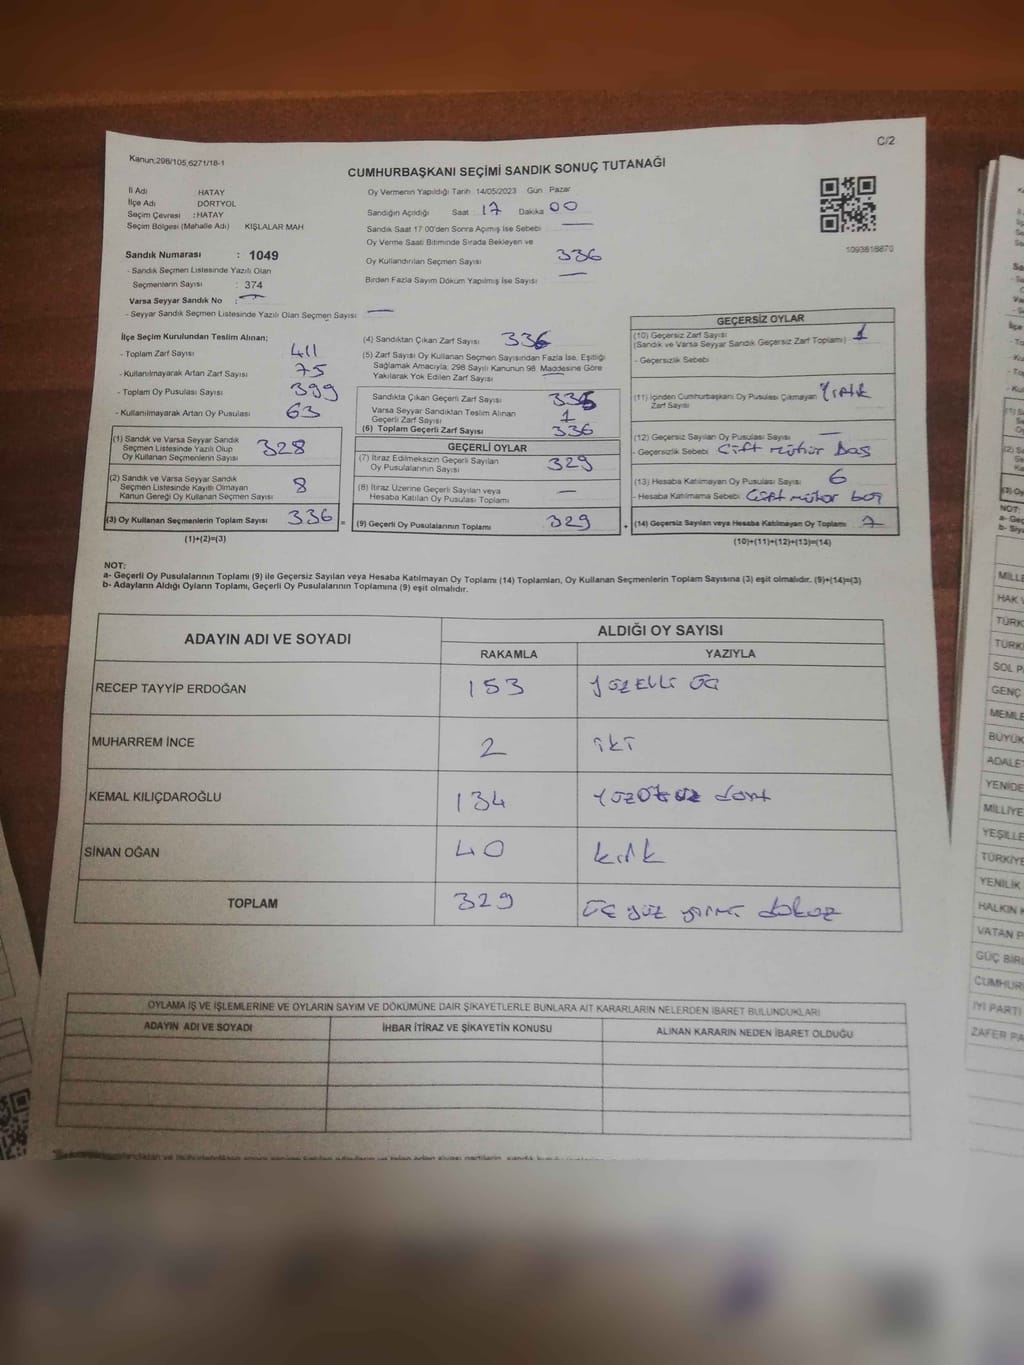 C/2
Kanun;298/105,6271/18-1
CUMHURBAŞKANI SEÇİMİ SANDIK SONUÇ TUTANAĞI
İl Adı HATAY
İlçe Adı DÖRTYOL
Seçim Çevresi :HATAY
Seçim Bölgesi (Mahalle Adı) KIŞLALAR MAH
Sandık Numarası : 1049
- Sandık Seçmen Listesinde Yazılı Olan
Seçmenlerin Sayısı : 374
Varsa Seyyar Sandık No : —
- Seyyar Sandık Seçmen Listesinde Yazılı Olan Seçmen Sayısı: —
Oy Vermenin Yapıldığı Tarih 14/05/2023 Gün Pazar
Sandığın Açıldığı Saat 17 Dakika 00
Sandık Saat 17:00'den Sonra Açmış İse Sebebi —
Oy Verme Saati Bitiminde Sırada Bekleyen ve
Oy Kullandırılan Seçmen Sayısı 336
Birden Fazla Sayım Döküm Yapılmış İse Sayısı —
1093616870
İlçe Seçim Kurulundan Teslim Alınan;
- Toplam Zarf Sayısı 411
- Kullanılmayarak Artan Zarf Sayısı 75
- Toplam Oy Pusulası Sayısı 399
- Kullanılmayarak Artan Oy Pusulası 63
(1) Sandık ve Varsa Seyyar Sandık
Seçmen Listesinde Yazılı Olup
Oy Kullanan Seçmenlerin Sayısı 328
(2) Sandık ve Varsa Seyyar Sandık
Seçmen Listesinde Kayıtlı Olmayan
Kanun Gereği Oy Kullanan Seçmen Sayısı 8
(3) Oy Kullanan Seçmenlerin Toplam Sayısı 336 =
(1)+(2)=(3)
(4) Sandıktan Çıkan Zarf Sayısı 336
(5) Zarf Sayısı Oy Kullanan Seçmen Sayısından Fazla İse, Eşitliği
Sağlamak Amacıyla; 298 Sayılı Kanunun 98. Maddesine Göre
Yakılarak Yok Edilen Zarf Sayısı —
Sandıkta Çıkan Geçerli Zarf Sayısı
Varsa Seyyar Sandıktan Teslim Alınan
Geçerli Zarf Sayısı 1
(6) Toplam Geçerli Zarf Sayısı 336
GEÇERLİ OYLAR
(7) İtiraz Edilmeksizin Geçerli Sayılan
Oy Pusulalarının Sayısı 329
(8) İtiraz Üzerine Geçerli Sayılan veya
Hesaba Katılan Oy Pusulası Toplamı —
(9) Geçerli Oy Pusulalarının Toplamı 329 +
GEÇERSİZ OYLAR
(10) Geçersiz Zarf Sayısı
(Sandık ve Varsa Seyyar Sandık Geçersiz Zarf Toplamı) 1
- Geçersizlik Sebebi
(11) İçinden Cumhurbaşkanı Oy Pusulası Çıkmayan Yırtık
Zarf Sayısı
(12) Geçersiz Sayılan Oy Pusulası Sayısı —
- Geçersizlik Sebebi Çift mühür Bas
(13) Hesaba Katılmayan Oy Pusulası Sayısı 6
- Hesaba Katılmama Sebebi Çift mühür
(14) Geçersiz Sayılan veya Hesaba Katılmayan Oy Toplamı 7
(10)+(11)+(12)+(13)=(14)
NOT:
a- Geçerli Oy Pusulalarının Toplamı (9) ile Geçersiz Sayılan veya Hesaba Katılmayan Oy Toplamı (14) Toplamları, Oy Kullanan Seçmenlerin Toplam Sayısına (3) eşit olmalıdır. (9)+(14)=(3)
b- Adayların Aldığı Oyların Toplamı, Geçerli Oy Pusulalarının Toplamına (9) eşit olmalıdır.
ADAYIN ADI VE SOYADI ALDIĞI OY SAYISI
RAKAMLA YAZIYLA
RECEP TAYYİP ERDOĞAN 153 YÜZELLİ ÜÇ
MUHARREM İNCE 2 iki
KEMAL KILIÇDAROĞLU 134 YÜZOTUZ dört
SİNAN OĞAN 40 kırk
TOPLAM 329 ÜÇ yüz yirmi dokuz
OYLAMA İŞ VE İŞLEMLERİNE VE OYLARIN SAYIM VE DÖKÜMÜNE DAİR ŞİKAYETLERLE BUNLARA AİT KARARLARIN NELERDEN İBARET BULUNDUKLARI
ADAYIN ADI VE SOYADI İHBAR İTİRAZ VE ŞİKAYETİN KONUSU ALINAN KARARIN NEDEN İBARET OLDUĞU
NOT:
MİLLE
HAK
TÜRK
TÜRK
SOL P
GENÇ
MEMLE
BÜYÜK
ADALE
YENİDE
MİLLİYE
YEŞİLLE
TÜRKİYE
YENİLİK
HALKIN K
VATAN P
GÜÇ BİRL
CUMHUR
İYİ PARTİ
ZAFER PA